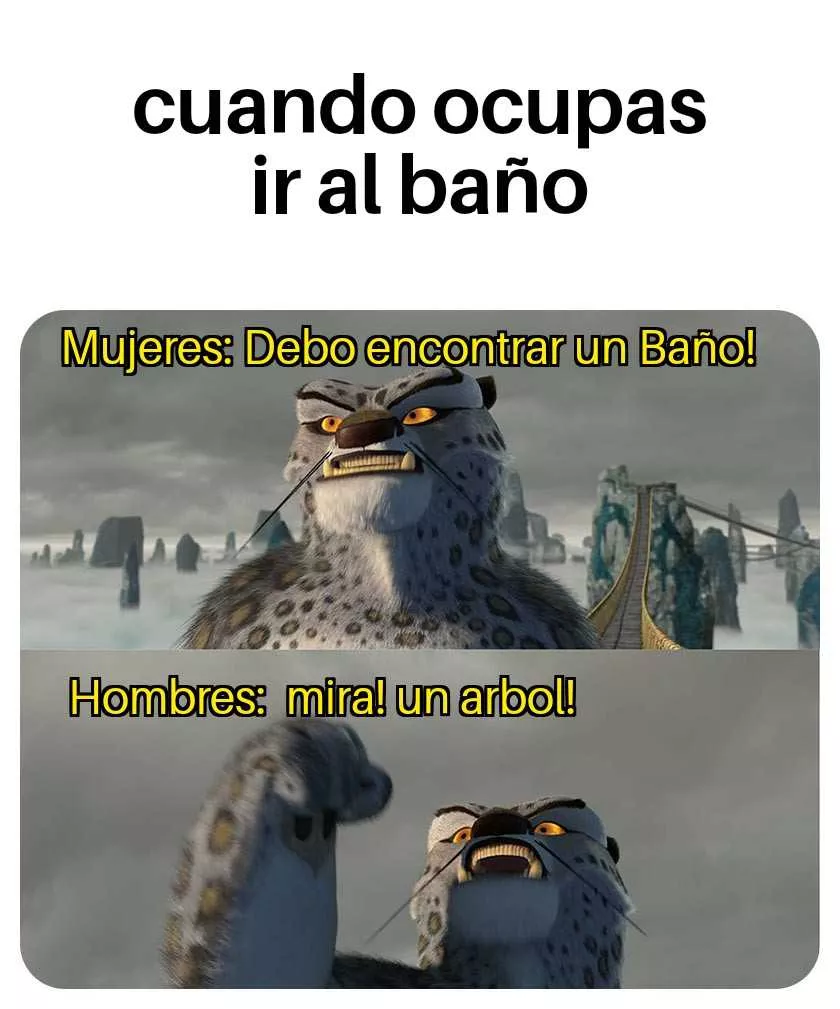 cuando ocupas
ir al baño
Mujeres: Debo encontrar un Baño!
Hombres: mira! un arbol!